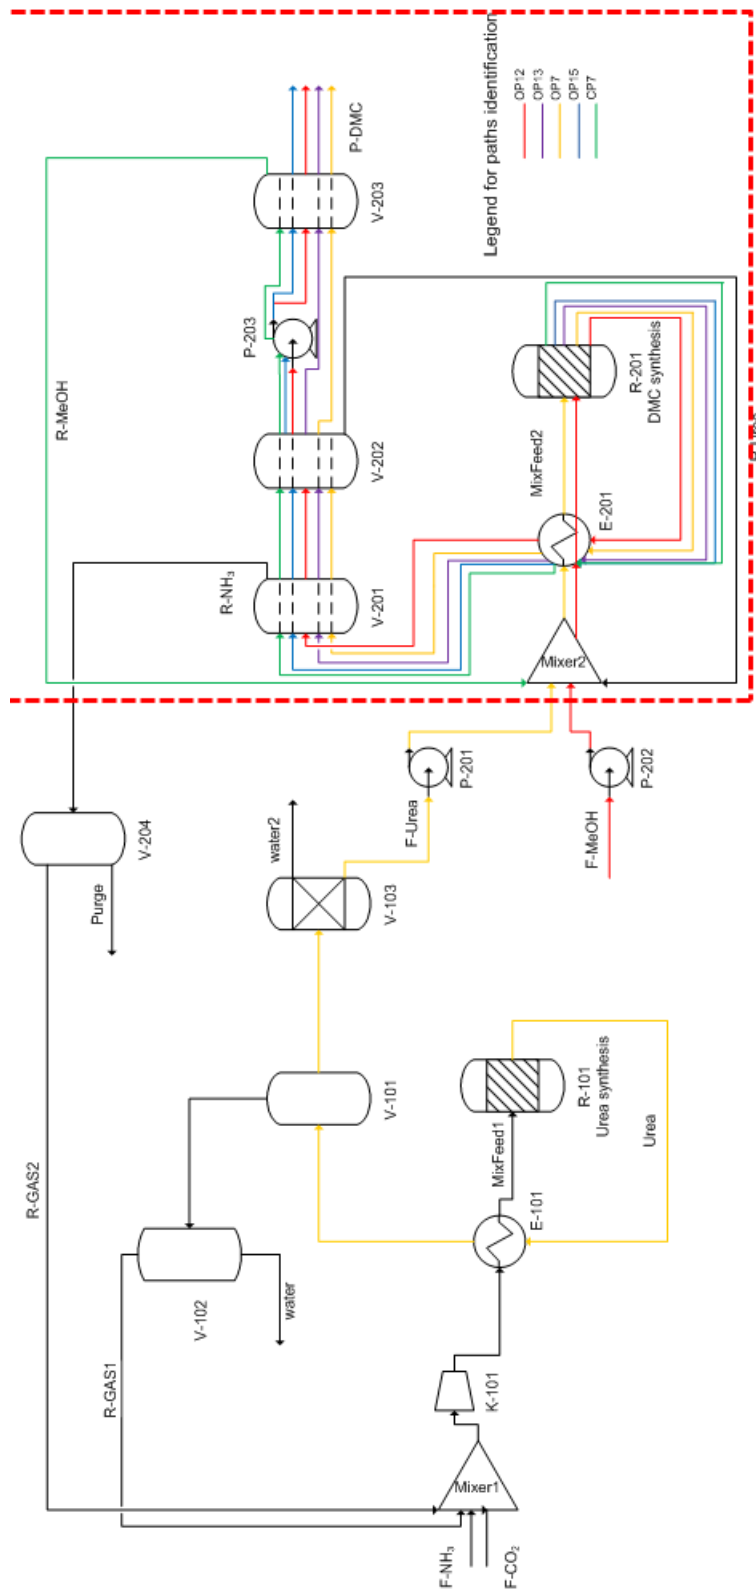 F-NH₃
F-CO₂
Mixer1
K-101
R-GAS1
R-GAS2
V-102
water
E-101
MixFeed1
R-101
Urea synthesis
Urea
V-101
V-103
water2
V-204
Purge
F-Urea
P-201
F-MeOH
P-202
Mixer2
E-201
MixFeed2
R-201
DMC synthesis
V-201
R-NH₃
V-202
R-MeOH
P-203
V-203
P-DMC
Legend for paths identification
OP12
OP13
OP7
OP15
CP7